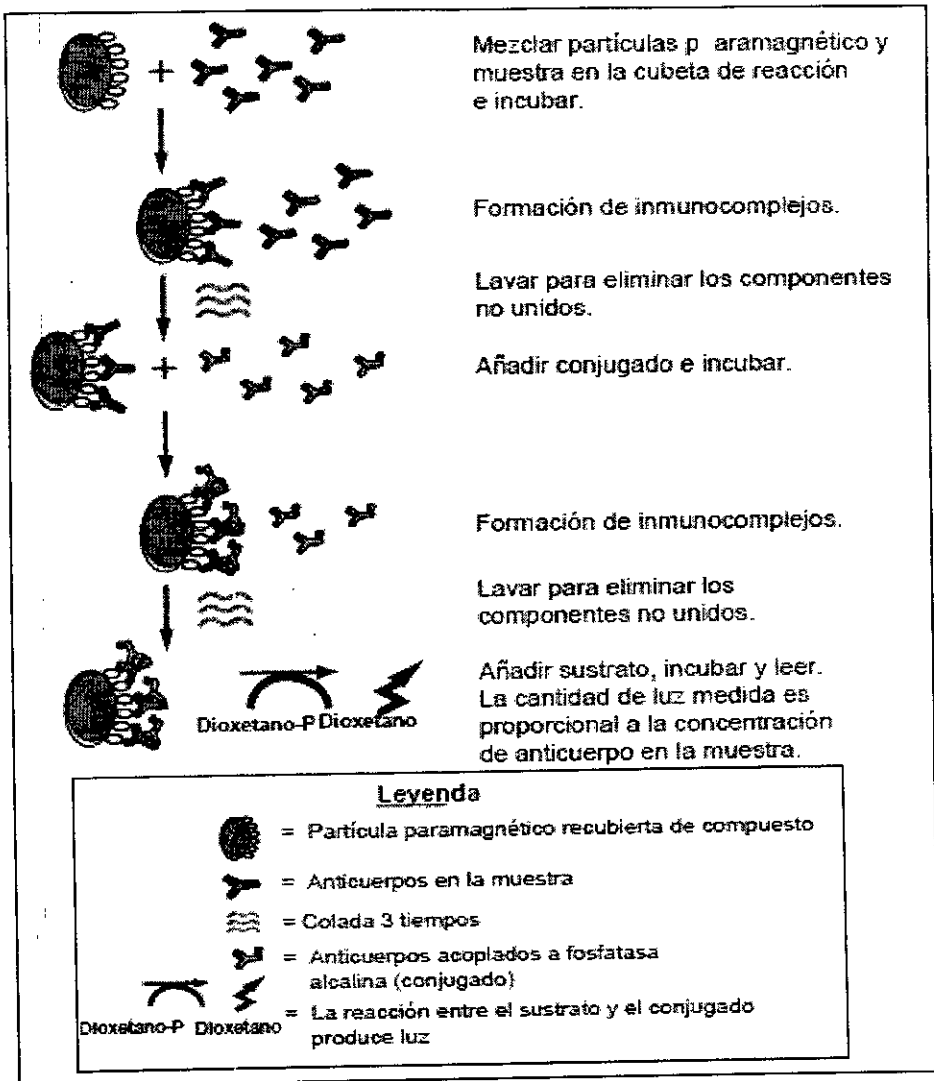 Mezclar partículas p aramagnético y
muestra en la cubeta de reacción
e incubar.
Formación de inmunocomplejos.
Lavar para eliminar los componentes
no unidos.
Añadir conjugado e incubar.
Formación de inmunocomplejos.
Lavar para eliminar los
componentes no unidos.
Añadir sustrato, incubar y leer.
La cantidad de luz medida es
proporcional a la concentración
de anticuerpo en la muestra.
Dioxetano-P Dioxetano
Leyenda
= Partícula paramagnético recubierta de compuesto
= Anticuerpos en la muestra
= Colada 3 tiempos
= Anticuerpos acoplados a fosfatasa
alcalina (conjugado)
Dioxetano-P Dioxetano = La reacción entre el sustrato y el conjugado
produce luz